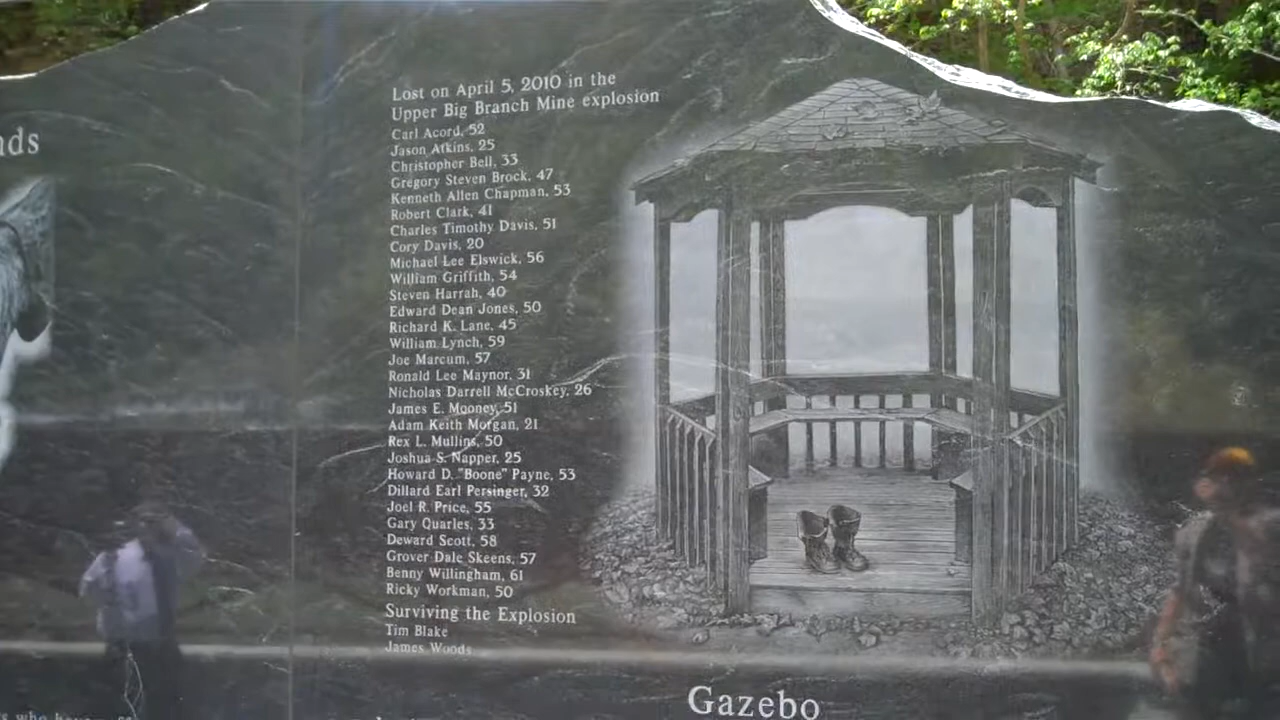 nds
Lost on April 5, 2010 in the
Upper Big Branch Mine explosion
Carl Acord, 52
Jason Atkins, 25
Christopher Bell, 33
Gregory Steven Brock, 47
Kenneth Allen Chapman, 53
Robert Clark, 41
Charles Timothy Davis, 51
Cory Davis, 20
Michael Lee Elswick, 56
William Griffith, 54
Steven Harrah, 40
Edward Dean Jones, 50
Richard K. Lane, 45
William Lynch, 59
Joe Marcum, 57
Ronald Lee Maynor, 31
Nicholas Darrell McCroskey, 26
James E. Mooney, 51
Adam Keith Morgan, 21
Rex L. Mullins, 50
Joshua S. Napper, 25
Howard D. "Boone" Payne, 53
Dillard Earl Persinger, 32
Joel R. Price, 55
Gary Quarles, 33
Deward Scott, 58
Grover Dale Skeens, 57
Benny Willingham, 61
Ricky Workman, 50
Surviving the Explosion
Tim Blake
James Woods
Gazebo